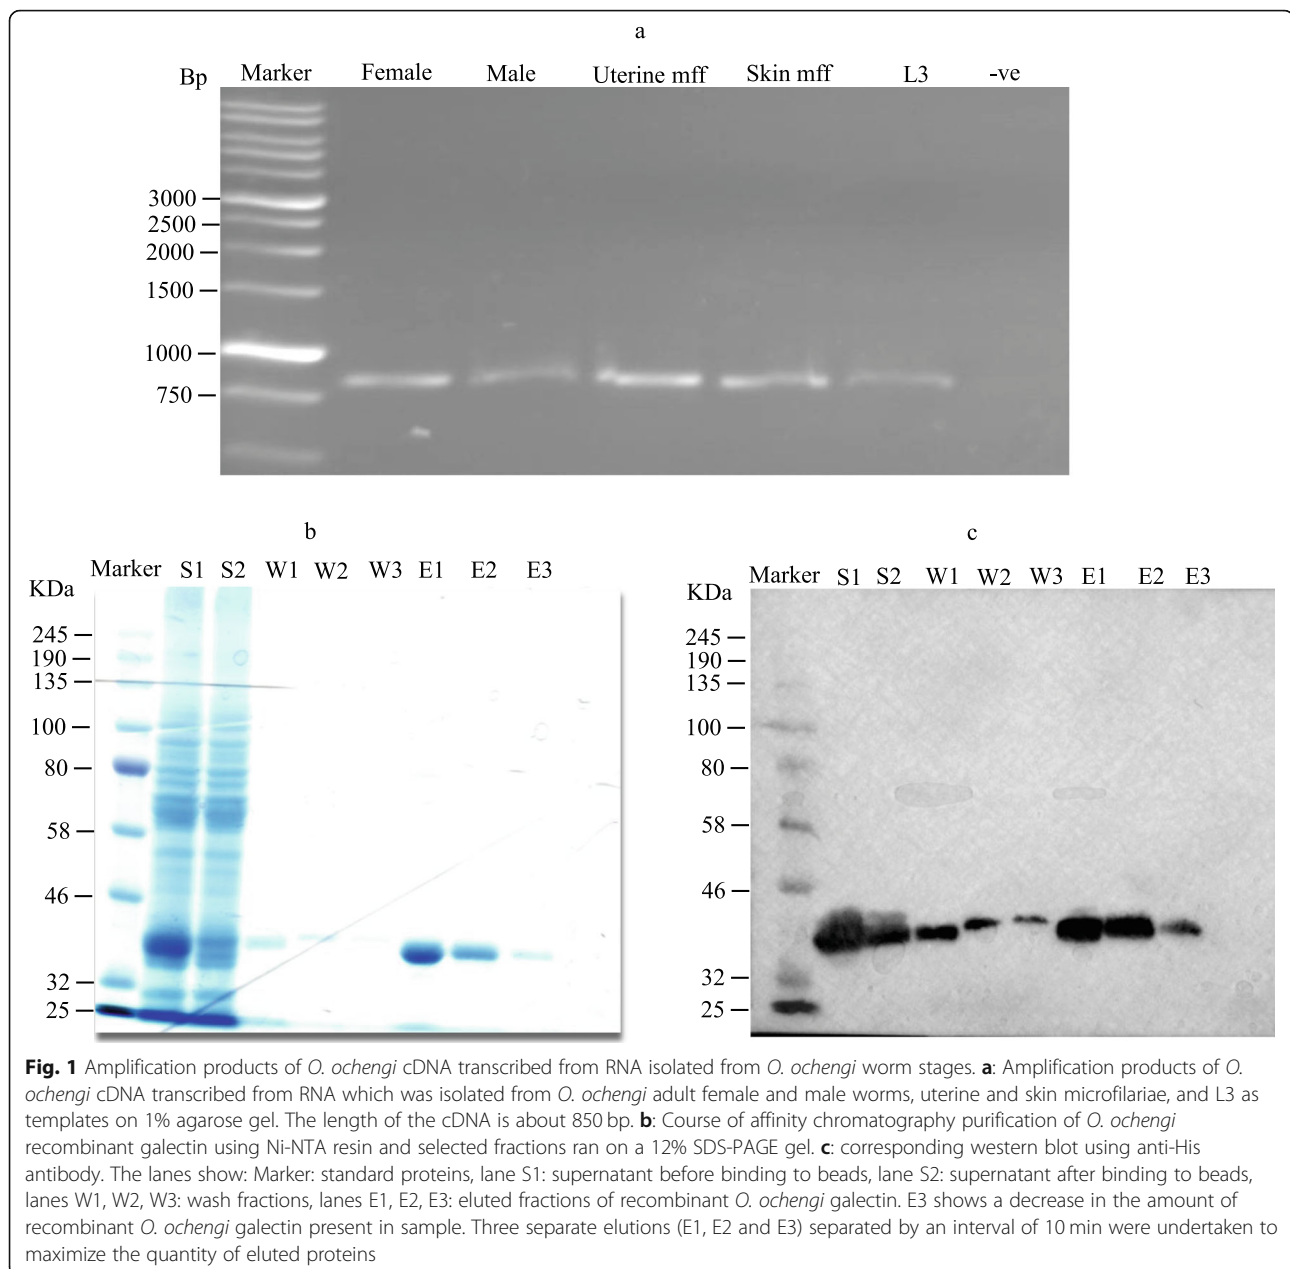 a
Bp Marker Female Male Uterine mff Skin mff L3 -ve
3000
2500
2000
1500
1000
750
b
Marker S1 S2 W1 W2 W3 E1 E2 E3
KDa
245
190
135
100
80
58
46
32
25
c
Marker S1 S2 W1 W2 W3 E1 E2 E3
KDa
245
190
135
100
80
58
46
32
25
Fig. 1 Amplification products of O. ochengi cDNA transcribed from RNA isolated from O. ochengi worm stages. a: Amplification products of O.
ochengi cDNA transcribed from RNA which was isolated from O. ochengi adult female and male worms, uterine and skin microfilariae, and L3 as
templates on 1% agarose gel. The length of the cDNA is about 850 bp. b: Course of affinity chromatography purification of O. ochengi
recombinant galectin using Ni-NTA resin and selected fractions ran on a 12% SDS-PAGE gel. c: corresponding western blot using anti-His
antibody. The lanes show: Marker: standard proteins, lane S1: supernatant before binding to beads, lane S2: supernatant after binding to beads,
lanes W1, W2, W3: wash fractions, lanes E1, E2, E3: eluted fractions of recombinant O. ochengi galectin. E3 shows a decrease in the amount of
recombinant O. ochengi galectin present in sample. Three separate elutions (E1, E2 and E3) separated by an interval of 10 min were undertaken to
maximize the quantity of eluted proteins